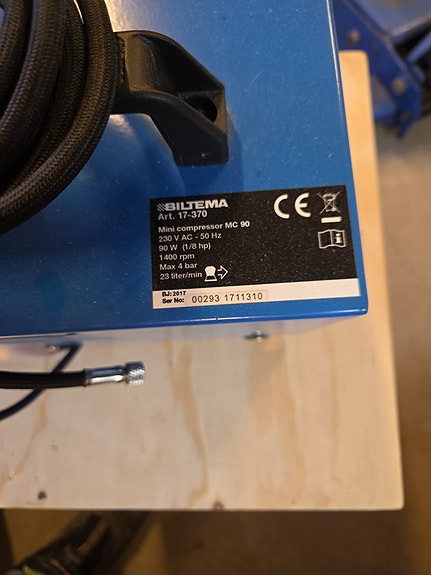 BILTEMA
Art. 17-370
Mini compressor MC 90
230 V AC - 50 Hz
90 W (1/8 hp)
1400 rpm
Max 4 bar
23 liter/min
CE
BJ: 2017
Ser No: 00293 1711310